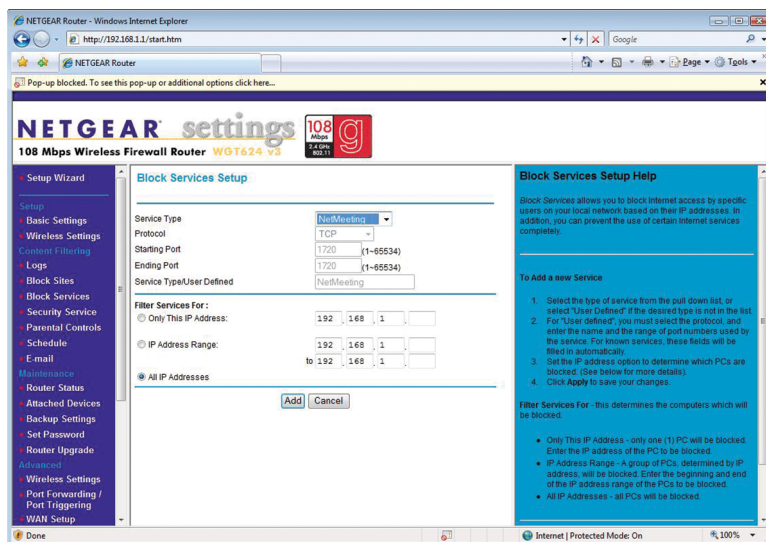 NETGEAR Router - Windows Internet Explorer
http://192.168.1.1/start.htm
Google
NETGEAR Router
Page
Tools
Pop-up blocked. To see this pop-up or additional options click here...
NETGEAR settings
108 Mbps 2.4 GHz 802.11 g
108 Mbps Wireless Firewall Router WGT624 v3
Setup Wizard
Setup
Basic Settings
Wireless Settings
Content Filtering
Logs
Block Sites
Block Services
Security Service
Parental Controls
Schedule
E-mail
Maintenance
Router Status
Attached Devices
Backup Settings
Set Password
Router Upgrade
Advanced
Wireless Settings
Port Forwarding /
Port Triggering
WAN Setup
Block Services Setup
Service Type NetMeeting
Protocol TCP
Starting Port 1720 (1~65534)
Ending Port 1720 (1~65534)
Service Type/User Defined NetMeeting
Filter Services For :
Only This IP Address: 192 . 168 . 1 .
IP Address Range: 192 . 168 . 1 .
to 192 . 168 . 1 .
All IP Addresses
Add Cancel
Block Services Setup Help
Block Services allows you to block Internet access by specific
users on your local network based on their IP addresses. In
addition, you can prevent the use of certain Internet services
completely.
To Add a new Service
1. Select the type of service from the pull down list, or
select "User defined" if the desired type is not in the list.
2. For "User defined", you must select the protocol, and
enter the name and the range of port numbers used by
the service. For known services, these fields will be
filled in automatically.
3. Set the IP address option to determine which PCs are
blocked. (See below for more details).
4. Click Apply to save your changes.
Filter Services For - this determines the computers which will
be blocked.
Only This IP Address - only one (1) PC will be blocked.
Enter the IP address of the PC to be blocked.
IP Address Range - A group of PCs, determined by IP
address, will be blocked. Enter the beginning and end
of the IP address range of the PCs to be blocked.
All IP Addresses - all PCs will be blocked.
Done
Internet | Protected Mode: On
100%